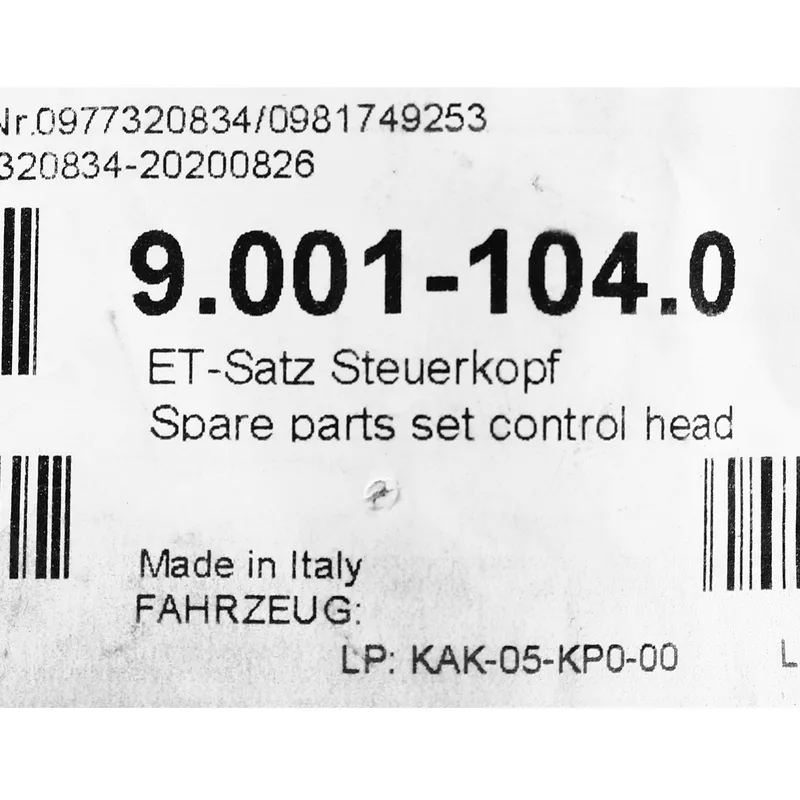 Nr.0977320834/0981749253
320834-20200826
9.001-104.0
ET-Satz Steuerkopf
Spare parts set control head
Made in Italy
FAHRZEUG:
LP: KAK-05-KP0-00
L